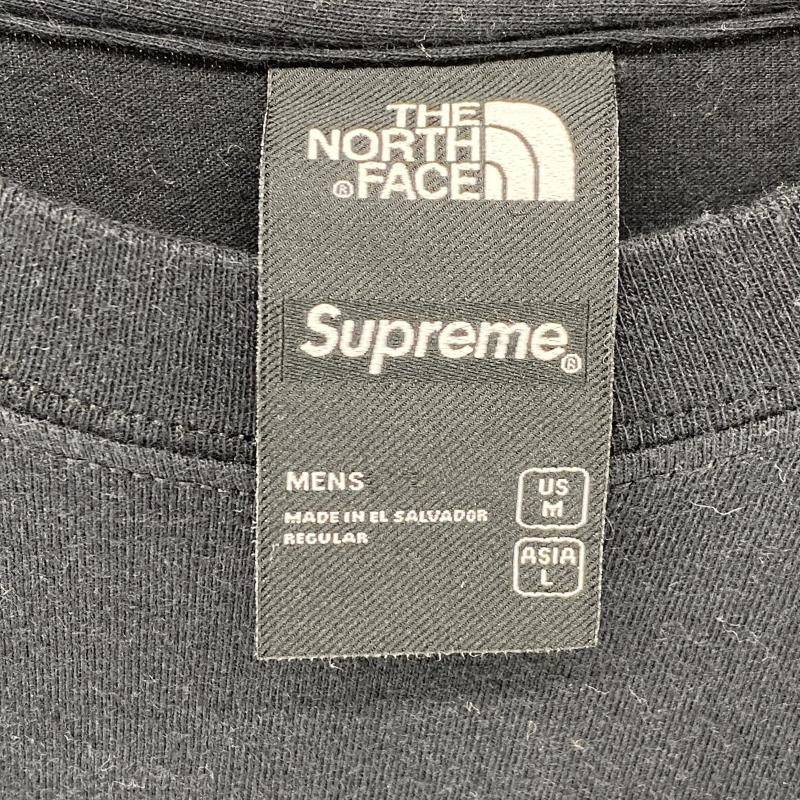 THE
NORTH
® FACE
Supreme®
MENS
MADE IN EL SALVADOR
REGULAR
US
M
ASIA
L